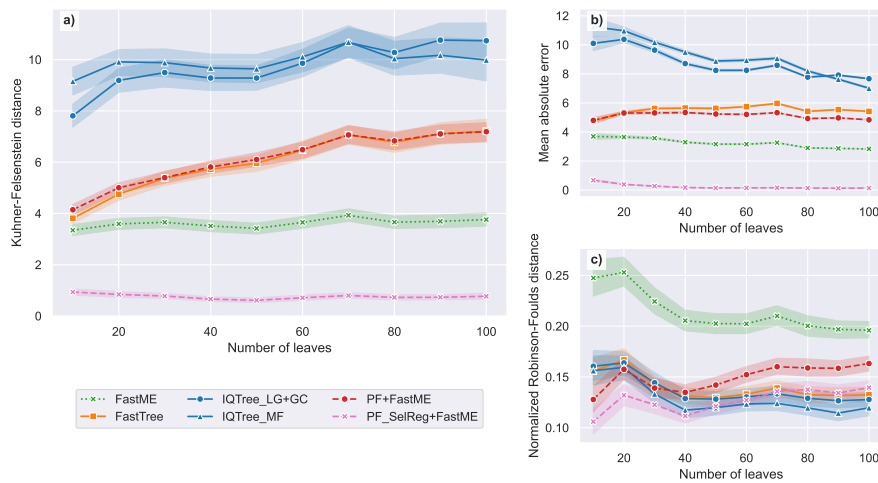 a)
Kuhner-Felsenstein distance
10
8
6
4
2
0
20
40
60
80
100
Number of leaves
FastME
FastTree
IQTree_LG+GC
IQTree_MF
PF+FastME
PF_SelReg+FastME
b)
Mean absolute error
12
10
8
6
4
2
0
20
40
60
80
100
Number of leaves
c)
Normalized Robinson-Foulds distance
0.25
0.20
0.15
0.10
20
40
60
80
100
Number of leaves